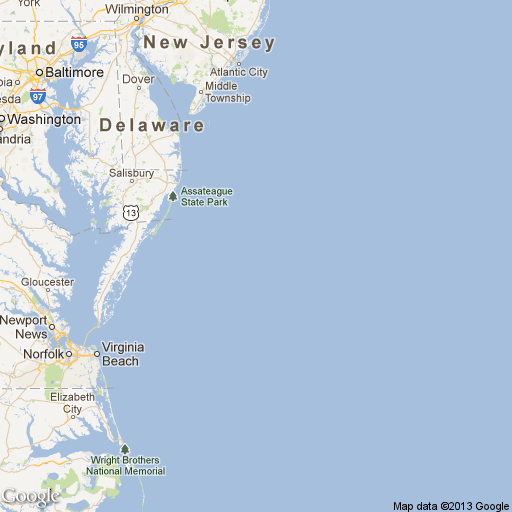 York
Wilmington
95
New Jersey
yland
Baltimore
Atlantic City
Dover
Middle
Township
bia
esda
97
Washington
Delaware
andria
Salisbury
Assateague
State Park
13
Gloucester
Newport
News
Norfolk
Virginia
Beach
Elizabeth
City
Wright Brothers
National Memorial
Google
Map data ©2013 Google